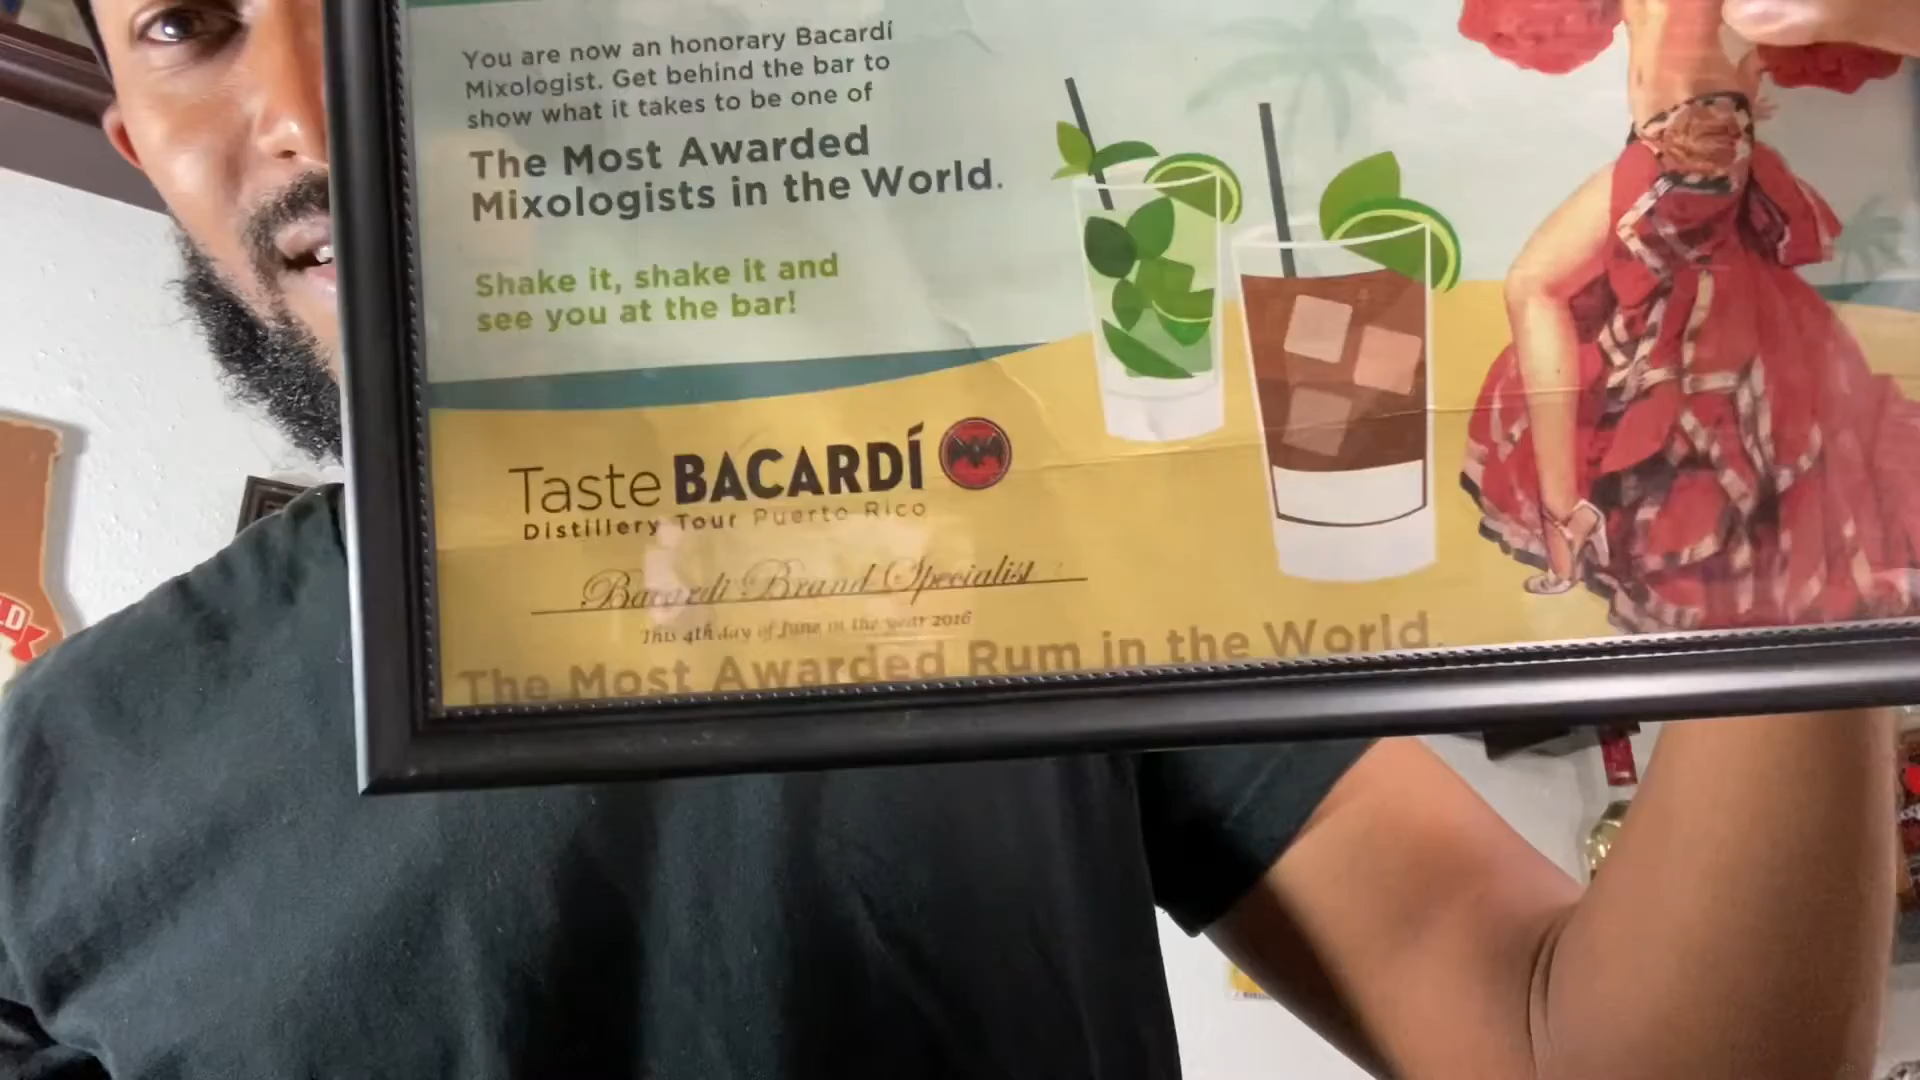 You are now an honorary Bacardí
Mixologist. Get behind the bar to
show what it takes to be one of
The Most Awarded
Mixologists in the World.
Shake it, shake it and
see you at the bar!
Taste BACARDÍ
Distillery Tour Puerto Rico
Bacardi Brand Specialist
This 4th day of June in the year 2016
The Most Awarded Rum in the World.
LD